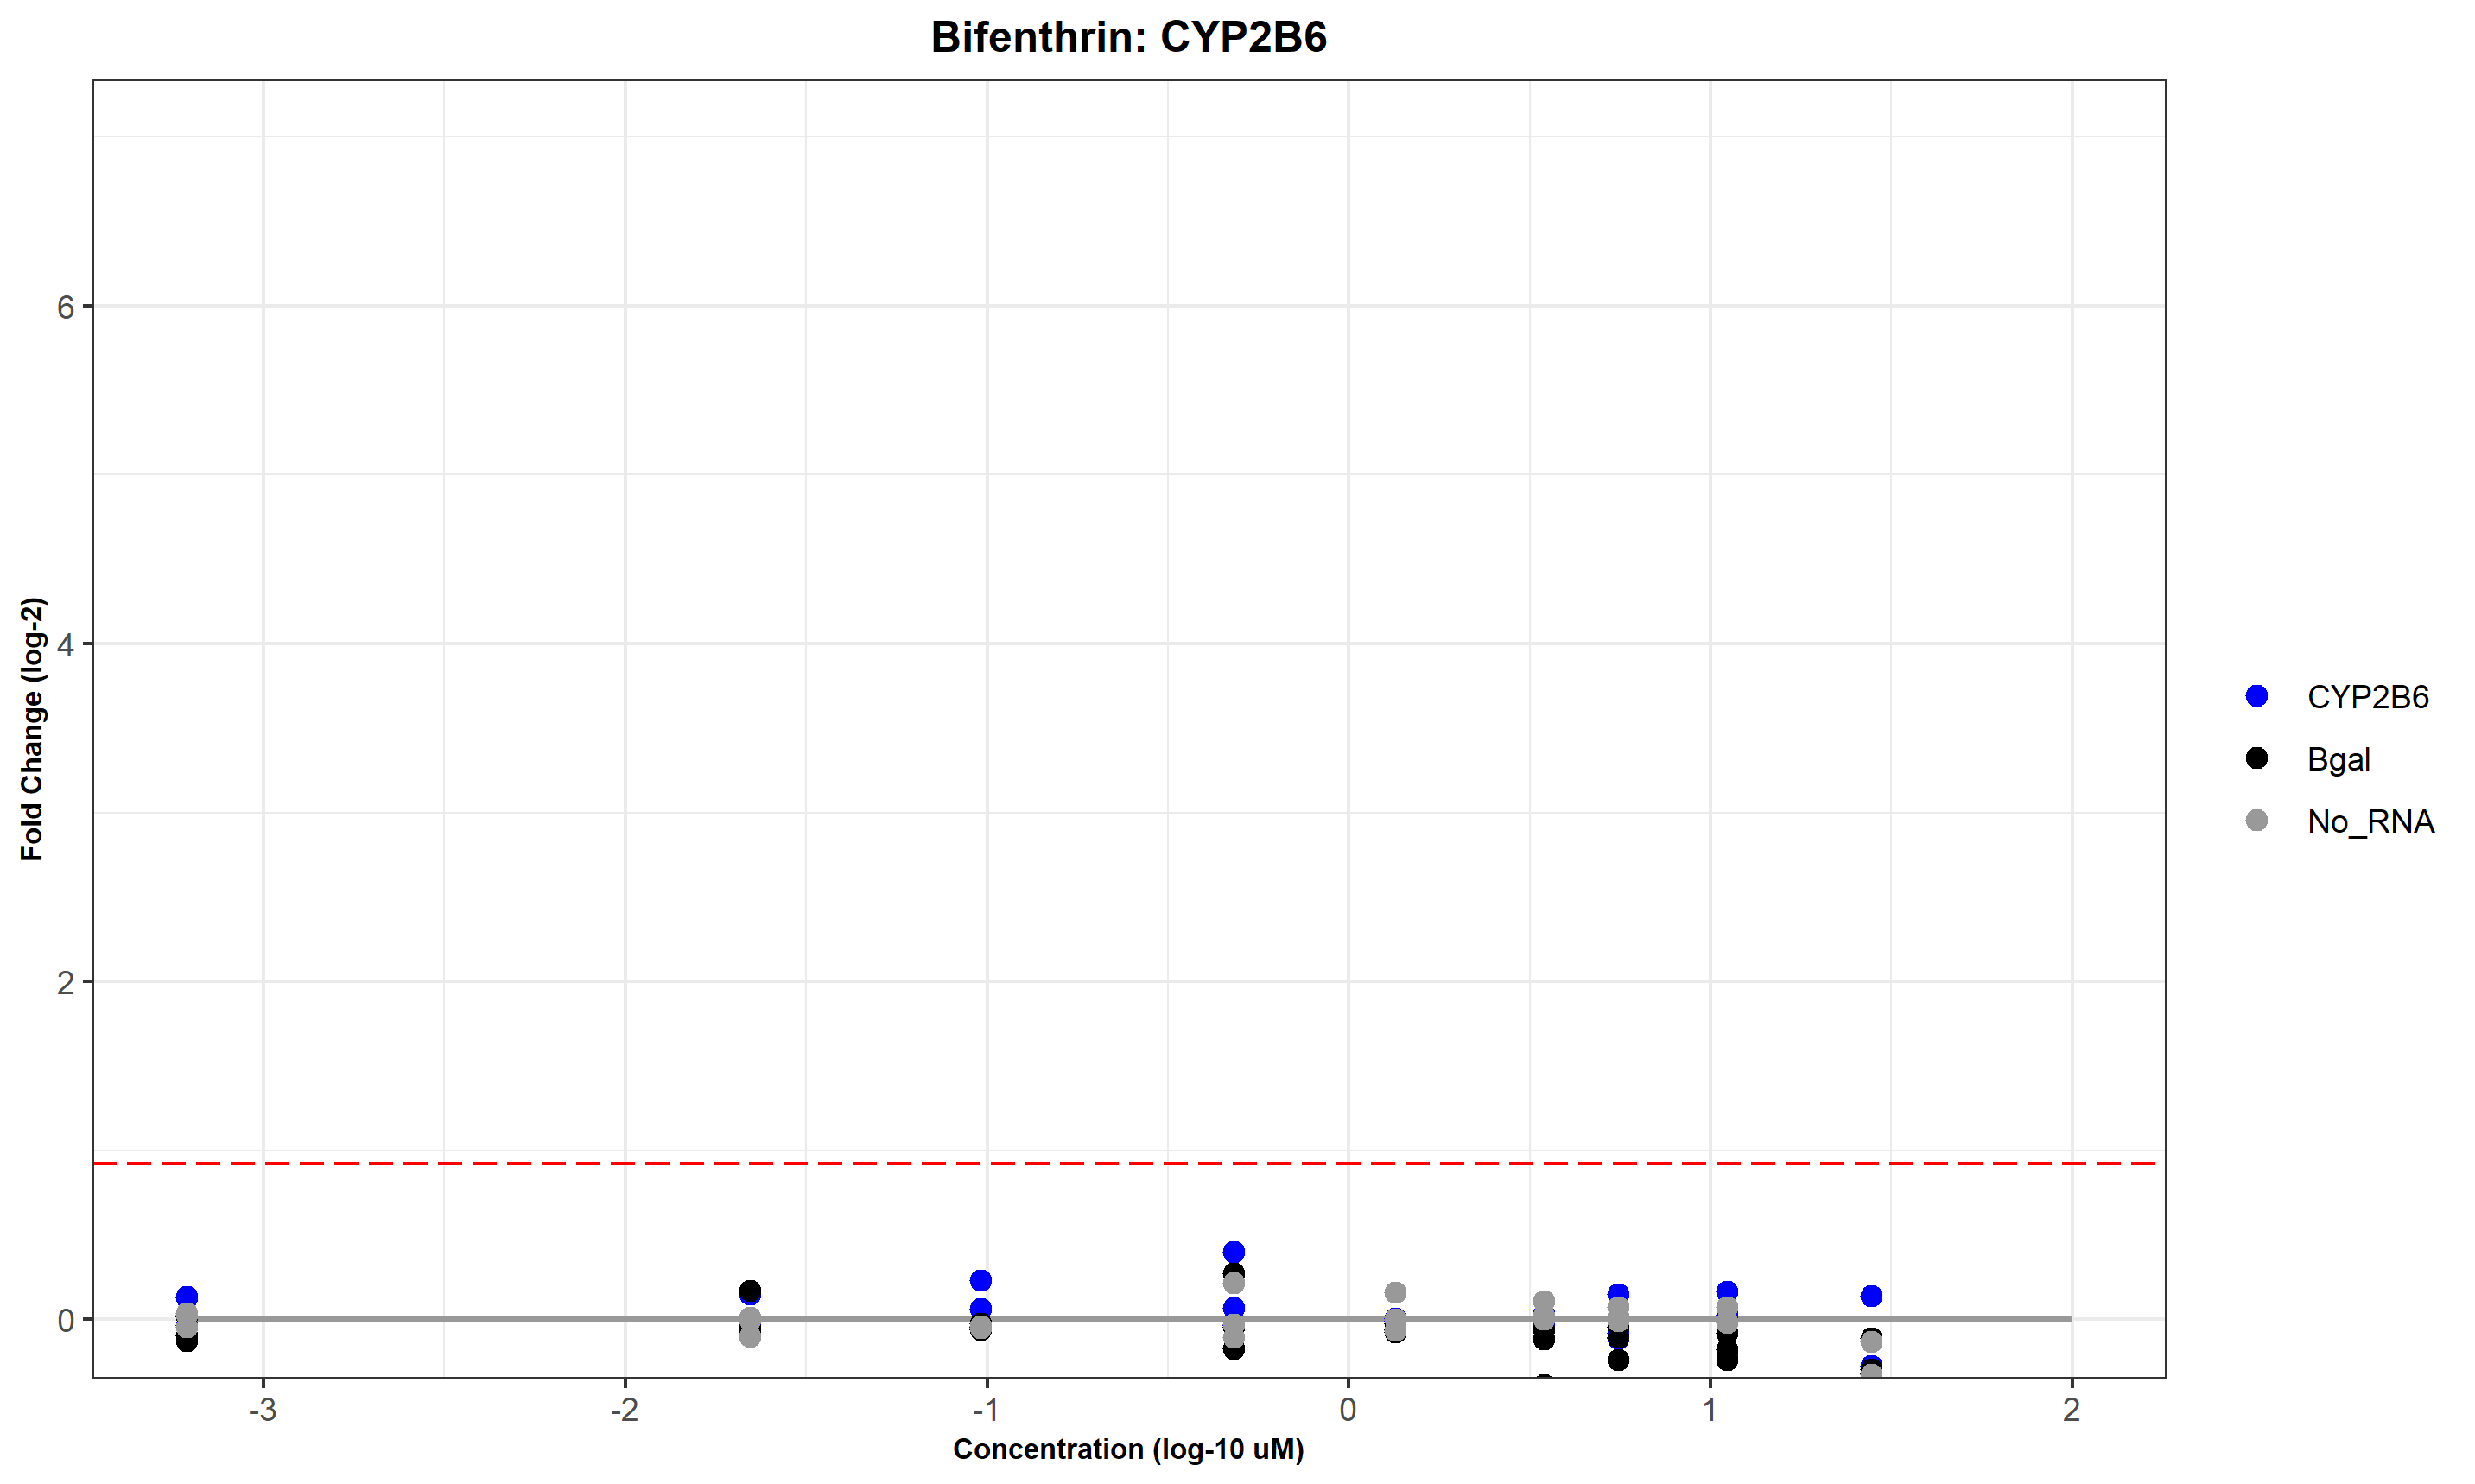 Bifenthrin: CYP2B6
Fold Change (log-2)
6
4
2
0
-3
-2
-1
0
1
2
Concentration (log-10 uM)
CYP2B6
Bgal
No_RNA